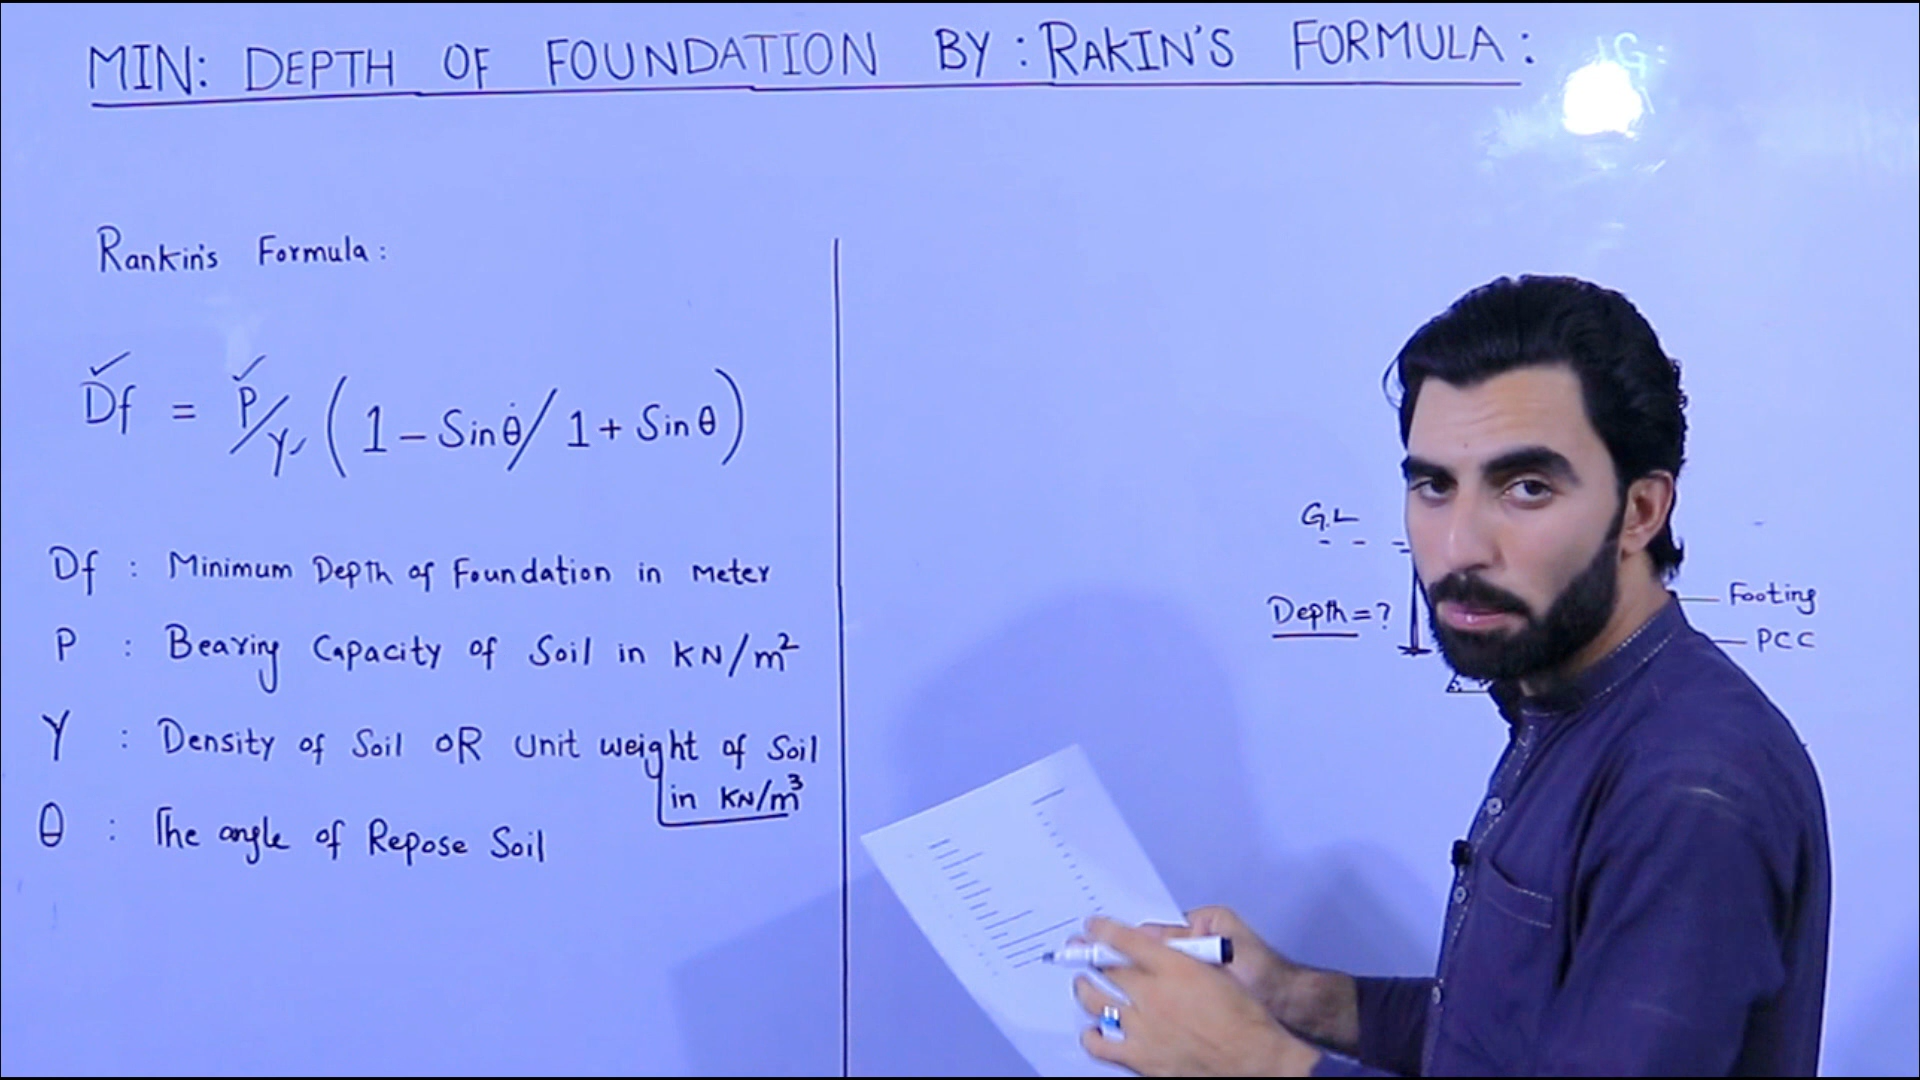 MIN: DEPTH OF FOUNDATION BY: RAKIN'S FORMULA:
Rankin's Formula:
Df = P/γ (1 - Sinθ/ 1 + Sinθ)
Df : Minimum Depth of Foundation in Meter
P : Bearing Capacity of Soil in KN/m²
γ : Density of Soil OR Unit weight of Soil
in KN/m³
θ : The angle of Repose Soil
G.L
Depth = ?
Footing
PCC